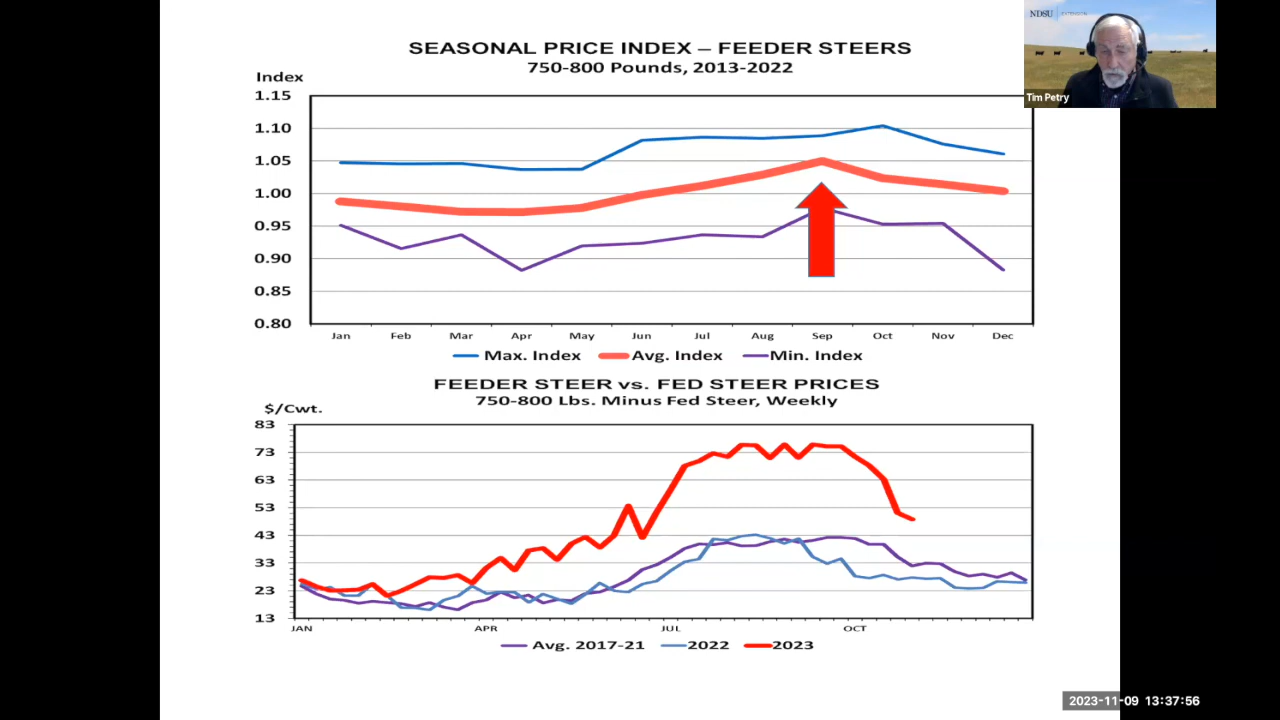 NDSU EXTENSION
Tim Petry
SEASONAL PRICE INDEX – FEEDER STEERS
750-800 Pounds, 2013-2022
Index
1.15
1.10
1.05
1.00
0.95
0.90
0.85
0.80
Jan Feb Mar Apr May Jun Jul Aug Sep Oct Nov Dec
Max. Index Avg. Index Min. Index
FEEDER STEER vs. FED STEER PRICES
750-800 Lbs. Minus Fed Steer, Weekly
$/Cwt.
83
73
63
53
43
33
23
13
JAN APR JUL OCT
Avg. 2017-21 2022 2023
2023-11-09 13:37:56